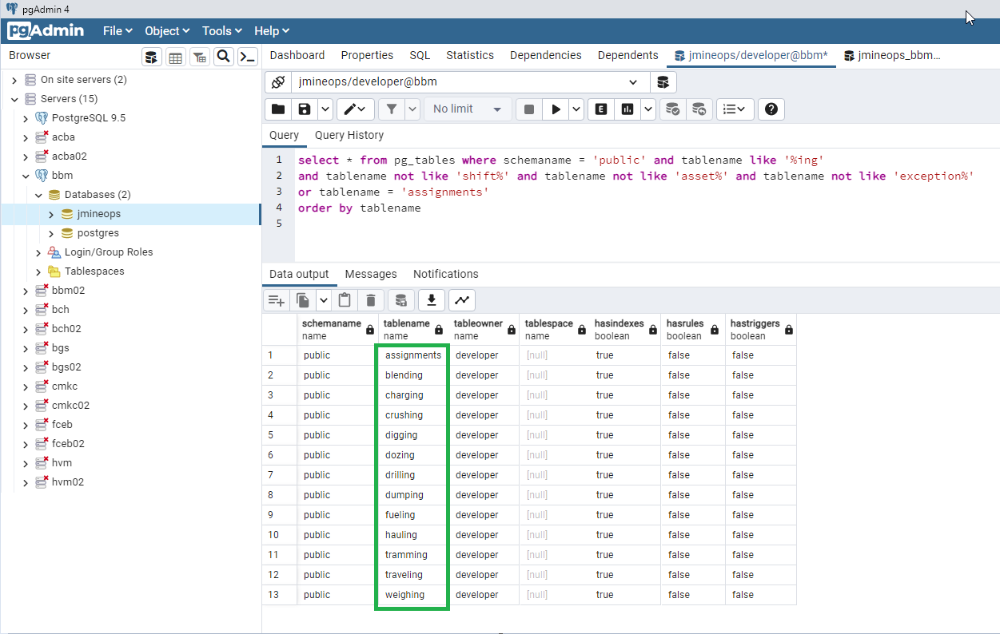 pgAdmin 4
pgAdmin File Object Tools Help
Browser
Dashboard Properties SQL Statistics Dependencies Dependents jmineops/developer@bbm* jmineops_bbm...
On site servers (2)
Servers (15)
PostgreSQL 9.5
acba
acba02
bbm
Databases (2)
jmineops
postgres
Login/Group Roles
Tablespaces
bbm02
bch
bch02
bgs
bgs02
cmkc
cmkc02
fceb
fceb02
hvm
hvm02
jmineops/developer@bbm
No limit E
Query Query History
1 select * from pg_tables where schemaname = 'public' and tablename like '%ing'
2 and tablename not like 'shift%' and tablename not like 'asset%' and tablename not like 'exception%'
3 or tablename = 'assignments'
4 order by tablename
5
Data output Messages Notifications
schemaname tablename tableowner tablespace hasindexes hasrules hastriggers
name name name name boolean boolean boolean
1 public assignments developer [null] true false false
2 public blending developer [null] true false false
3 public charging developer [null] true false false
4 public crushing developer [null] true false false
5 public digging developer [null] true false false
6 public dozing developer [null] true false false
7 public drilling developer [null] true false false
8 public dumping developer [null] true false false
9 public fueling developer [null] true false false
10 public hauling developer [null] true false false
11 public tramming developer [null] true false false
12 public traveling developer [null] true false false
13 public weighing developer [null] true false false